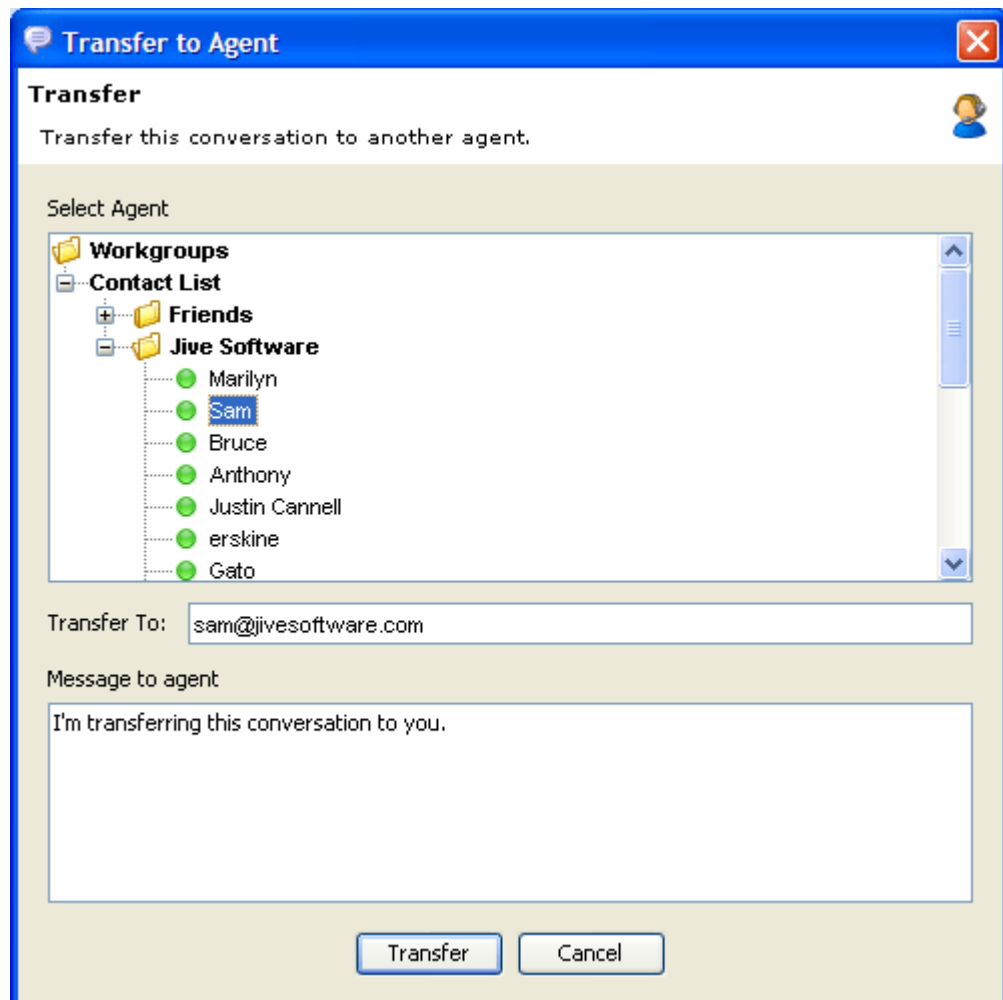 Transfer to Agent
Transfer
Transfer this conversation to another agent.
Select Agent
Workgroups
Contact List
Friends
Jive Software
Marilyn
Sam
Bruce
Anthony
Justin Cannell
erskine
Gato
Transfer To: sam@jivesoftware.com
Message to agent
I'm transferring this conversation to you.
Transfer Cancel